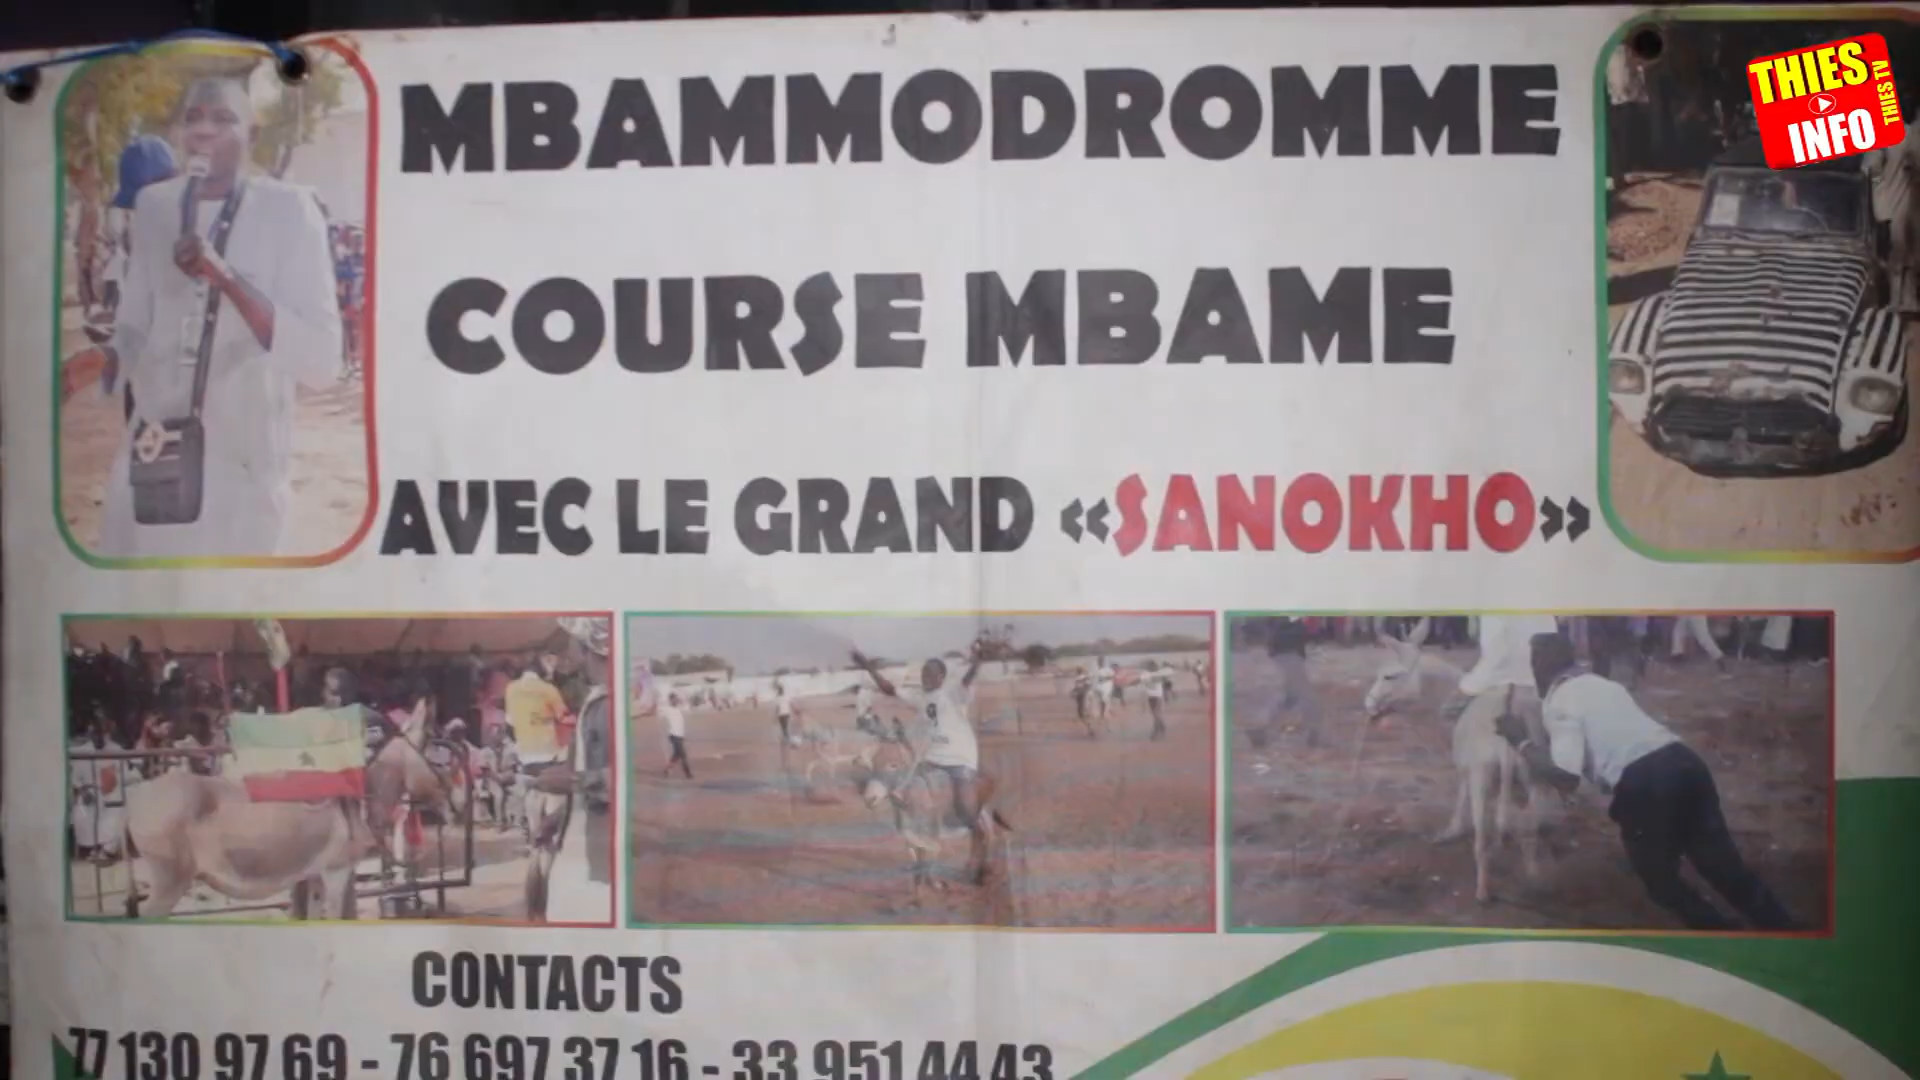 MBAMMODROMME
COURSE MBAME
AVEC LE GRAND «SANOKHO»
CONTACTS
77 130 97 69 - 76 697 37 16 - 33 951 44 43
THIES
INFO
THIES TV